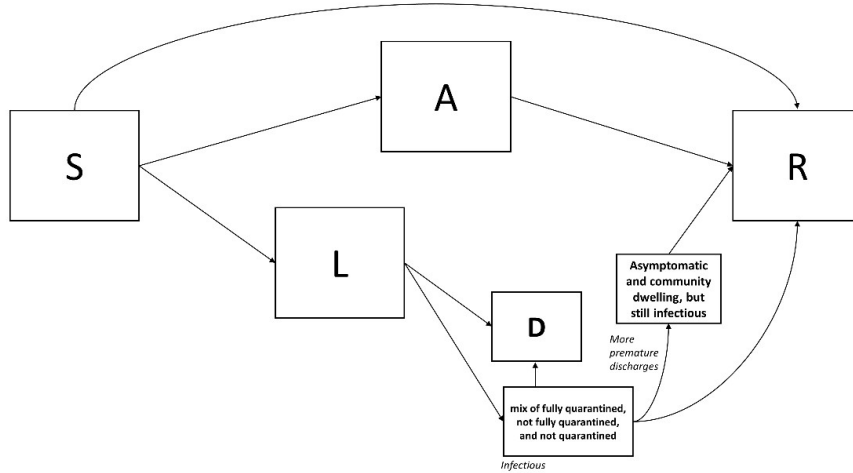 S
A
R
L
D
Asymptomatic
and community
dwelling, but
still infectious
More
premature
discharges
mix of fully quarantined,
not fully quarantined,
and not quarantined
Infectious